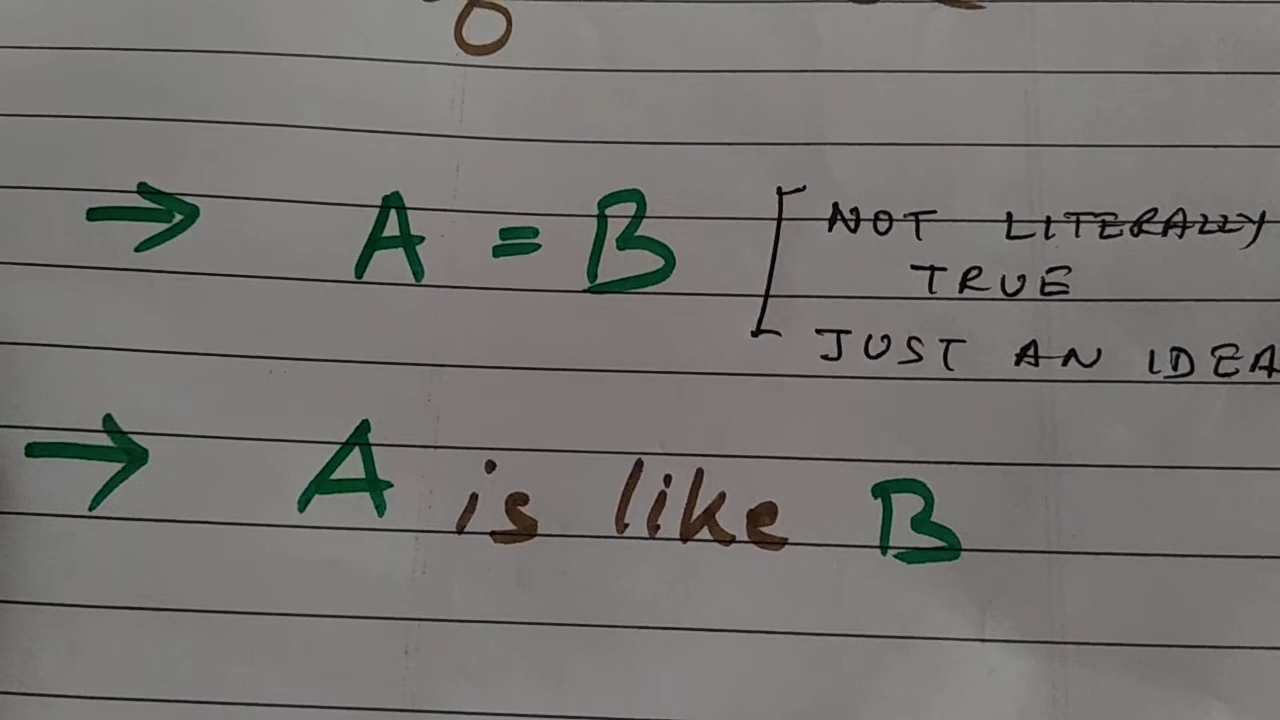 → A = B [ NOT LITERALLY
TRUE
JUST AN IDEA
→ A is like B